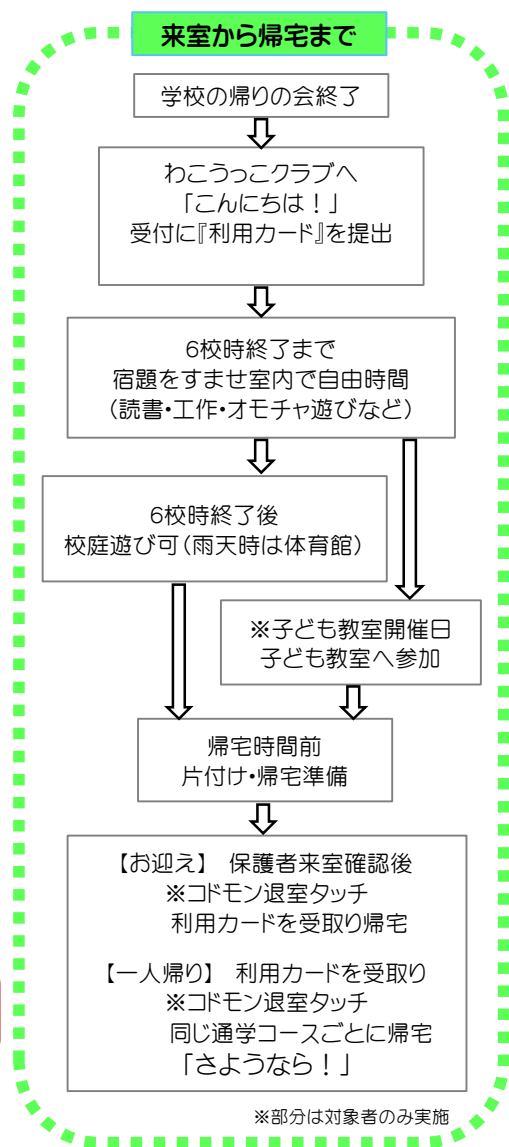 来室から帰宅まで
学校の帰りの会終了
わこうっこクラブへ
「こんにちは！」
受付に『利用カード』を提出
6校時終了まで
宿題をすませ室内で自由時間
（読書・工作・オモチャ遊びなど）
6校時終了後
校庭遊び可（雨天時は体育館）
※子ども教室開催日
子ども教室へ参加
帰宅時間前
片付け・帰宅準備
【お迎え】 保護者来室確認後
※コドモン退室タッチ
利用カードを受取り帰宅
【一人帰り】 利用カードを受取り
※コドモン退室タッチ
同じ通学コースごとに帰宅
「さようなら！」
※部分は対象者のみ実施